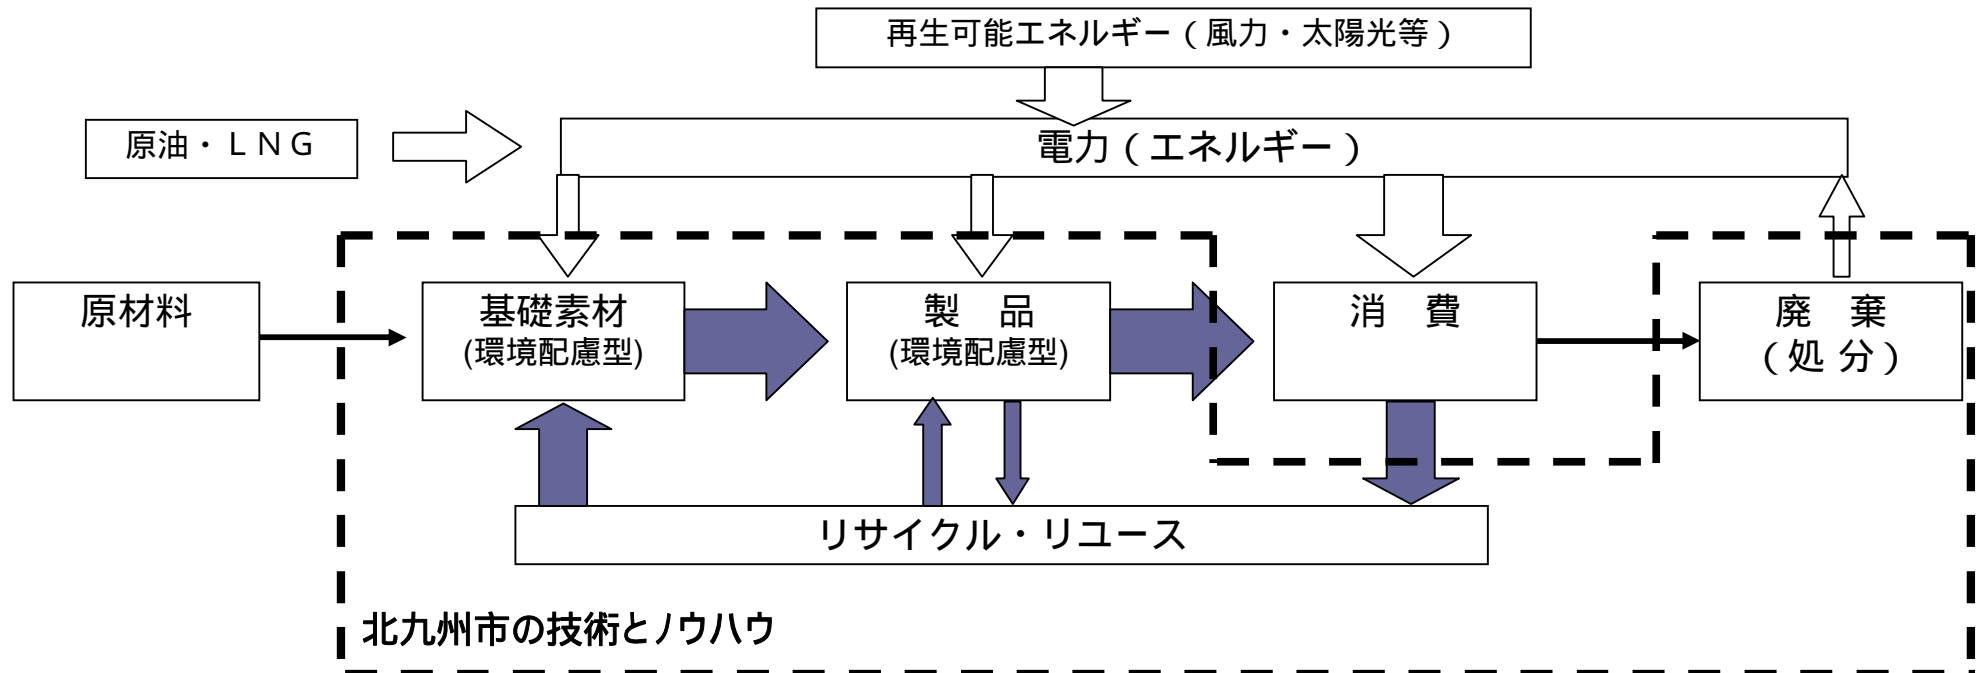 再生可能エネルギー（風力・太陽光等）
原油・ＬＮＧ
電力（エネルギー）
原材料
基礎素材
(環境配慮型)
製　品
(環境配慮型)
消　費
廃　棄
（処 分）
リサイクル・リユース
北九州市の技術とノウハウ